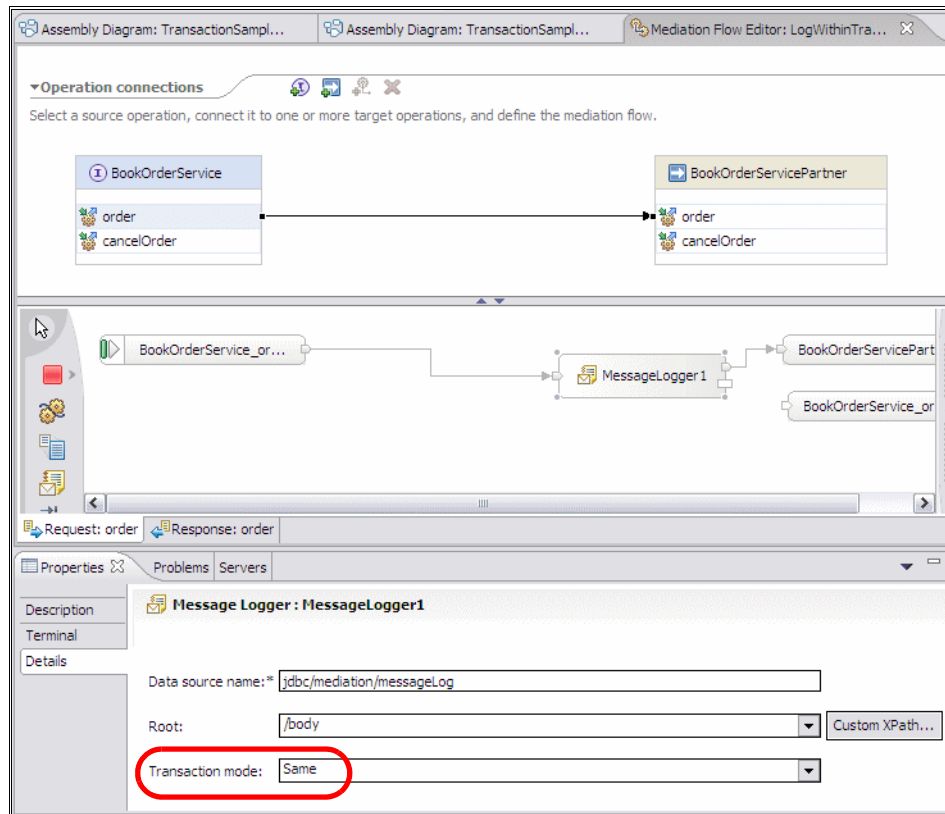 Assembly Diagram: TransactionSampl...
Assembly Diagram: TransactionSampl...
Mediation Flow Editor: LogWithinTra...
Operation connections
Select a source operation, connect it to one or more target operations, and define the mediation flow.
BookOrderService
BookOrderServicePartner
order
order
cancelOrder
cancelOrder
BookOrderService_or...
BookOrderServicePart
MessageLogger1
BookOrderService_or
Request: order
Response: order
Properties
Problems
Servers
Description
Message Logger : MessageLogger1
Terminal
Details
Data source name:* jdbc/mediation/messageLog
Root: /body Custom XPath...
Transaction mode: Same